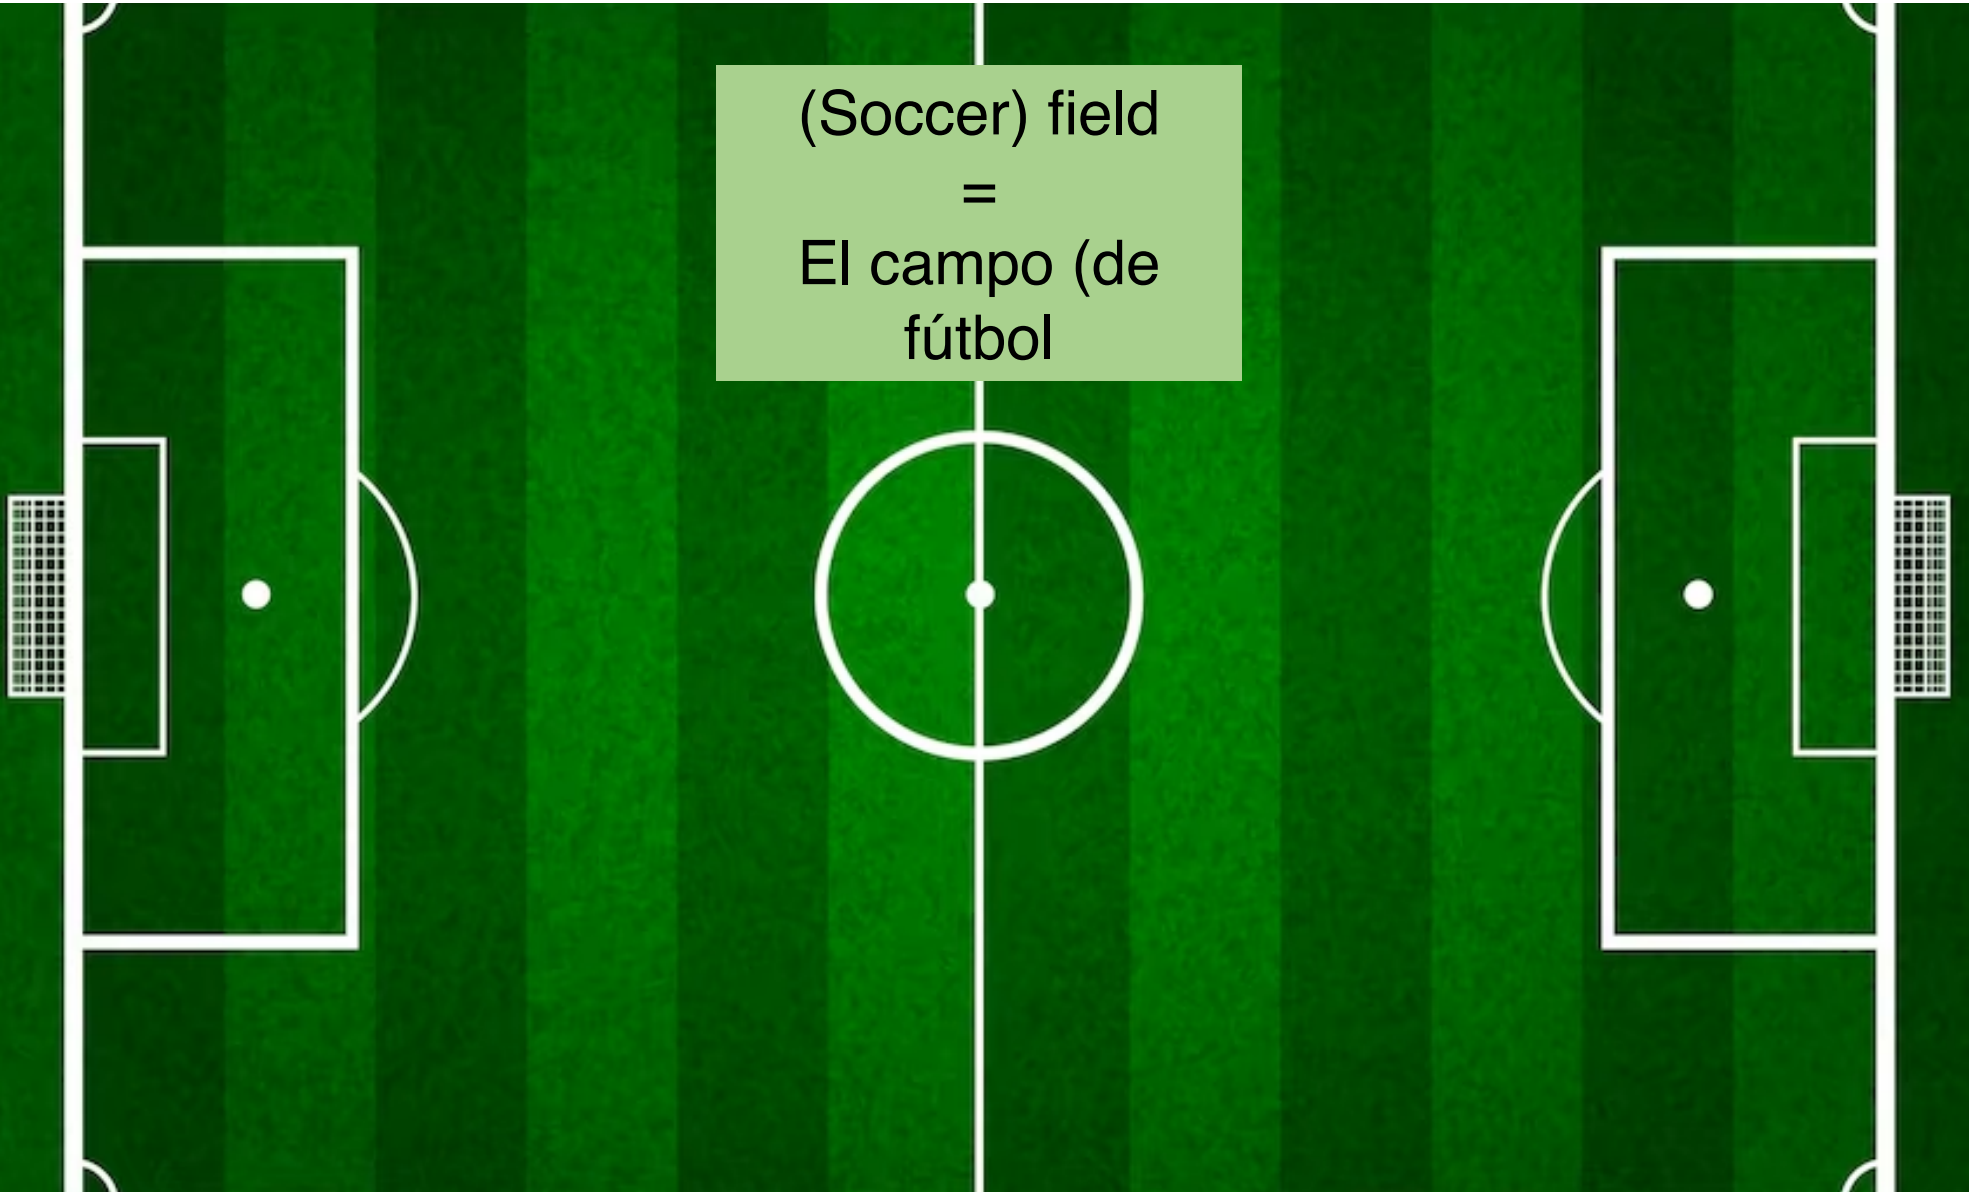 (Soccer) field
=
El campo (de
fútbol